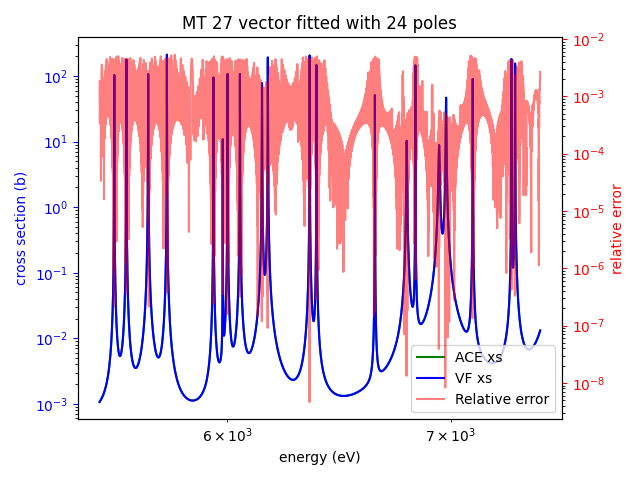 MT 27 vector fitted with 24 poles
cross section (b)
10²
10¹
10⁰
10⁻¹
10⁻²
10⁻³
10⁻²
10⁻³
10⁻⁴
10⁻⁵
10⁻⁶
10⁻⁷
10⁻⁸
relative error
ACE xs
VF xs
Relative error
6 × 10³ 7 × 10³
energy (eV)